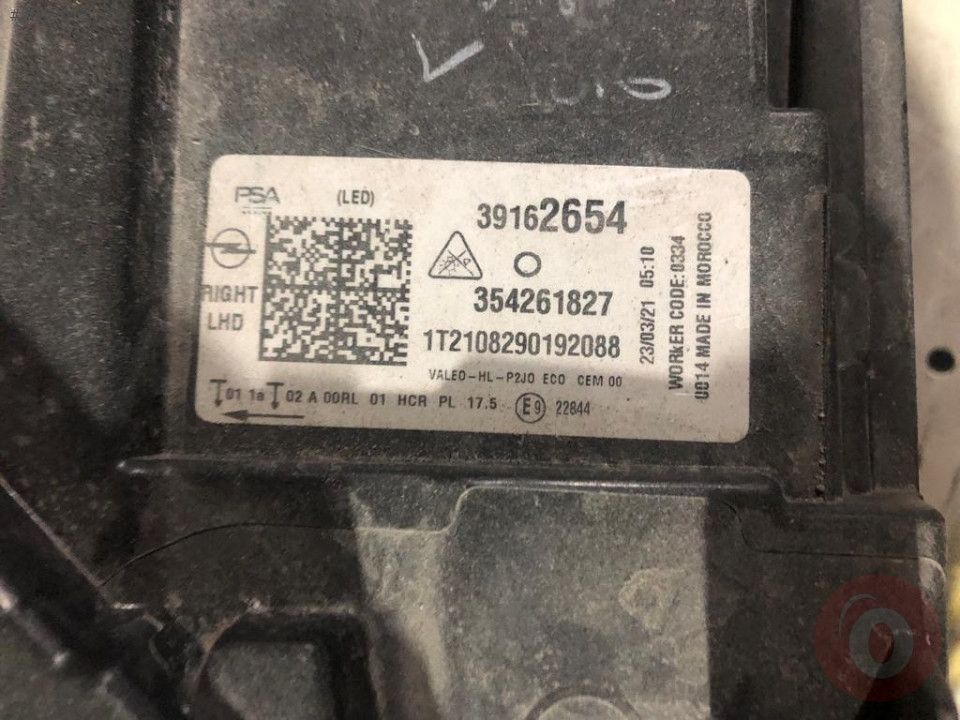 PSA
(LED)
39162654
RIGHT
LHD
354261827
1T2108290192088
VALEO-HL-P2JO ECO CEM 00
01 1a 02 A 00RL 01 HCR PL 17.5 E9 22844
23/03/21 05:10
WORKER CODE:0334
0014 MADE IN MOROCCO